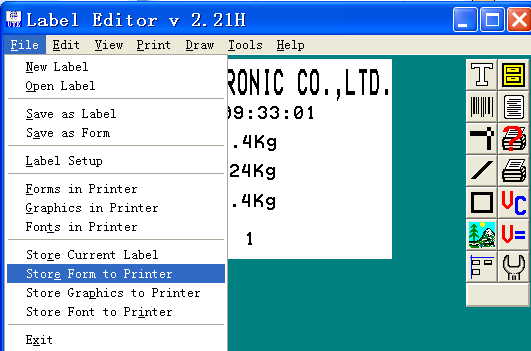 Label Editor v 2.21H
File Edit View Print Draw Tools Help
New Label
Open Label
Save as Label
Save as Form
Label Setup
Forms in Printer
Graphics in Printer
Fonts in Printer
Store Current Label
Store Form to Printer
Store Graphics to Printer
Store Font to Printer
Exit
RONIC CO.,LTD.
09:33:01
.4Kg
24Kg
.4Kg
1
T
?
VC
V=